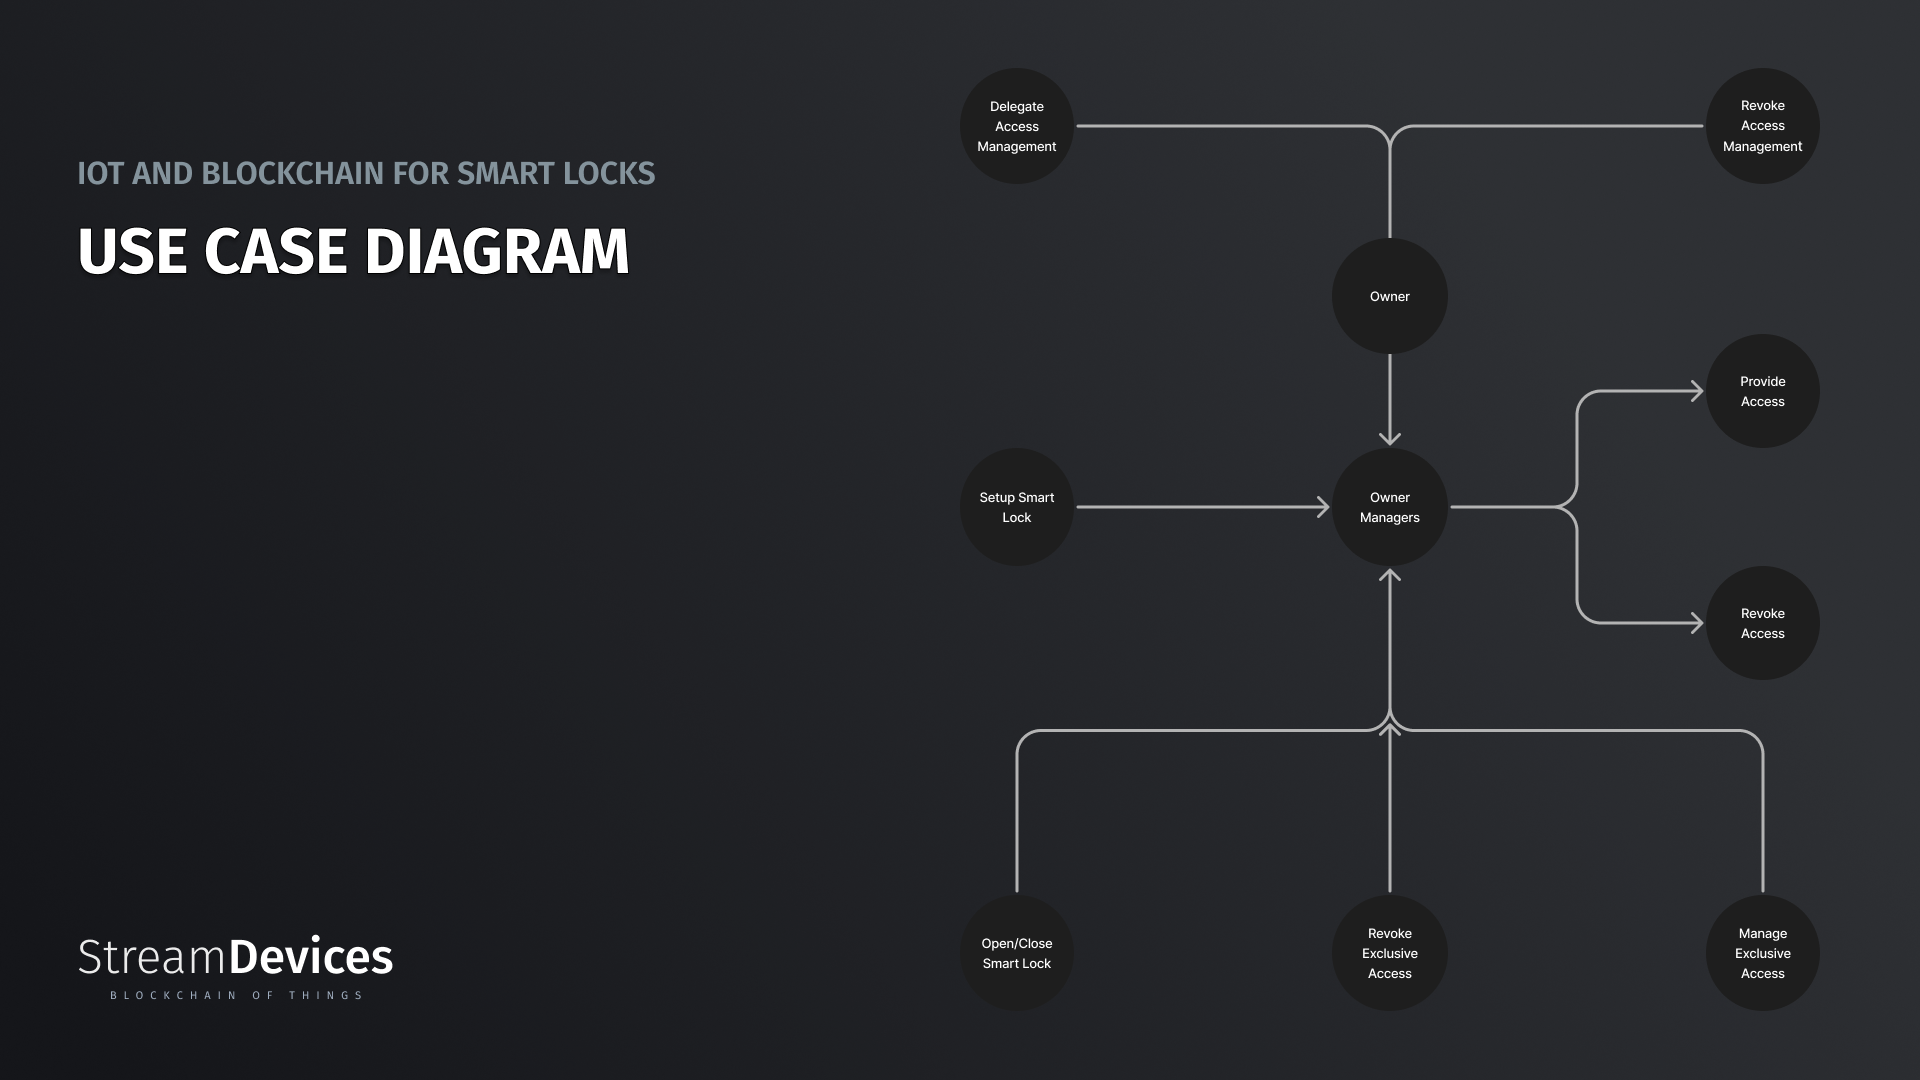 IOT AND BLOCKCHAIN FOR SMART LOCKS
USE CASE DIAGRAM
Delegate
Access
Management
Revoke
Access
Management
Owner
Provide
Access
Setup Smart
Lock
Owner
Managers
Revoke
Access
Open/Close
Smart Lock
Revoke
Exclusive
Access
Manage
Exclusive
Access
StreamDevices
BLOCKCHAIN OF THINGS